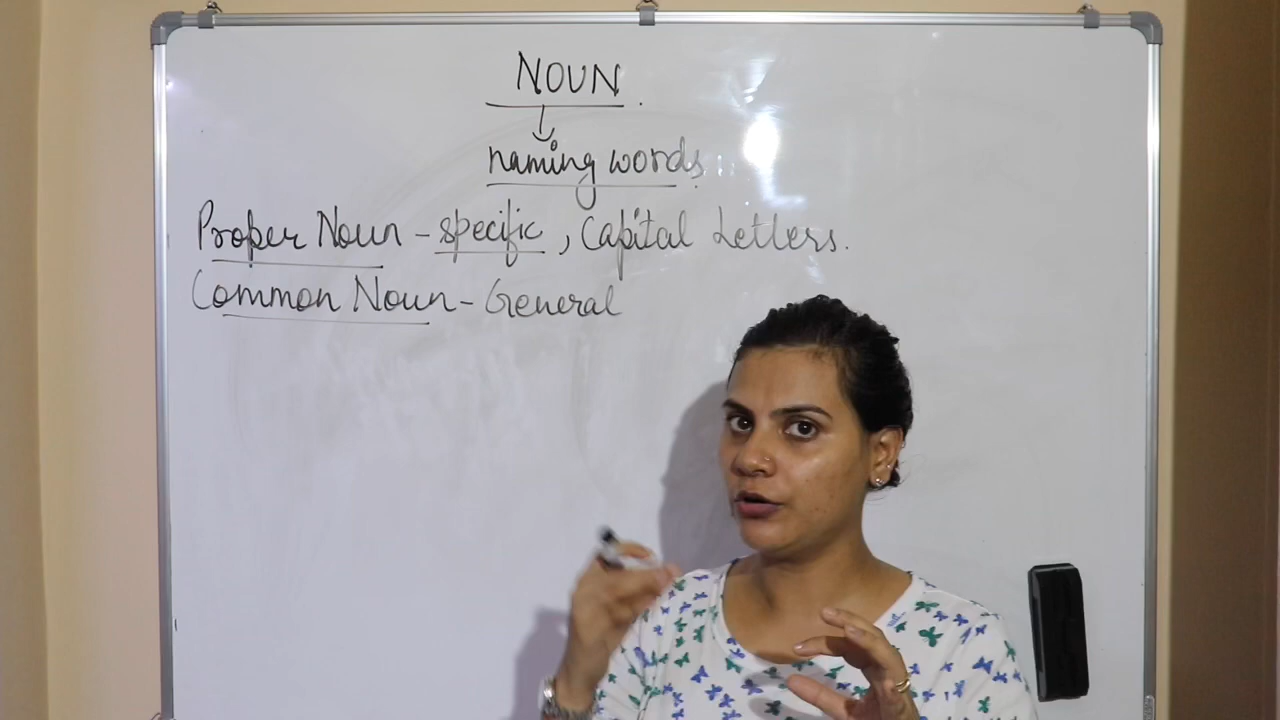 NOUN.
naming words.
Proper Noun - specific, Capital Letters.
Common Noun - General